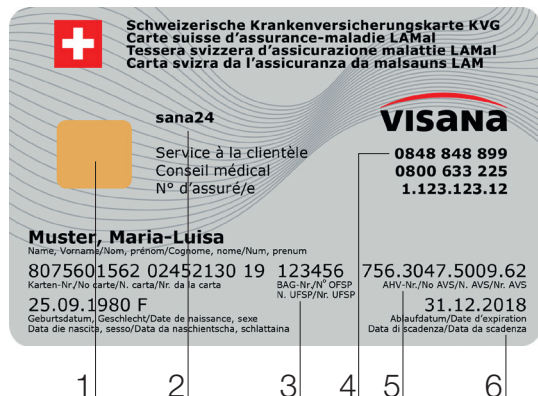 Schweizerische Krankenversicherungskarte KVG
Carte suisse d'assurance-maladie LAMal
Tessera svizzera d'assicurazione malattie LAMal
Carta svizra da l'assicuranza da malsauns LAM
sana24
VISANA
Service à la clientèle 0848 848 899
Conseil médical 0800 633 225
N° d'assuré/e 1.123.123.12
Muster, Maria-Luisa
Name, Vorname/Nom, prénom/Cognome, nome/Num, prenum
8075601562 02452130 19 123456 756.3047.5009.62
Karten-Nr./No carte/N. carta/Nr. da la carta BAG-Nr./N° OFSP AHV-Nr./No AVS/N. AVS/Nr. AVS
N. UFSP/Nr. UFSP
25.09.1980 F 31.12.2018
Geburtsdatum, Geschlecht/Date de naissance, sexe Ablaufdatum/Date d'expiration
Data die nascita, sesso/Data da naschientscha, schlattaina Data di scadenza/Data da scadenza
1 2 3 4 5 6